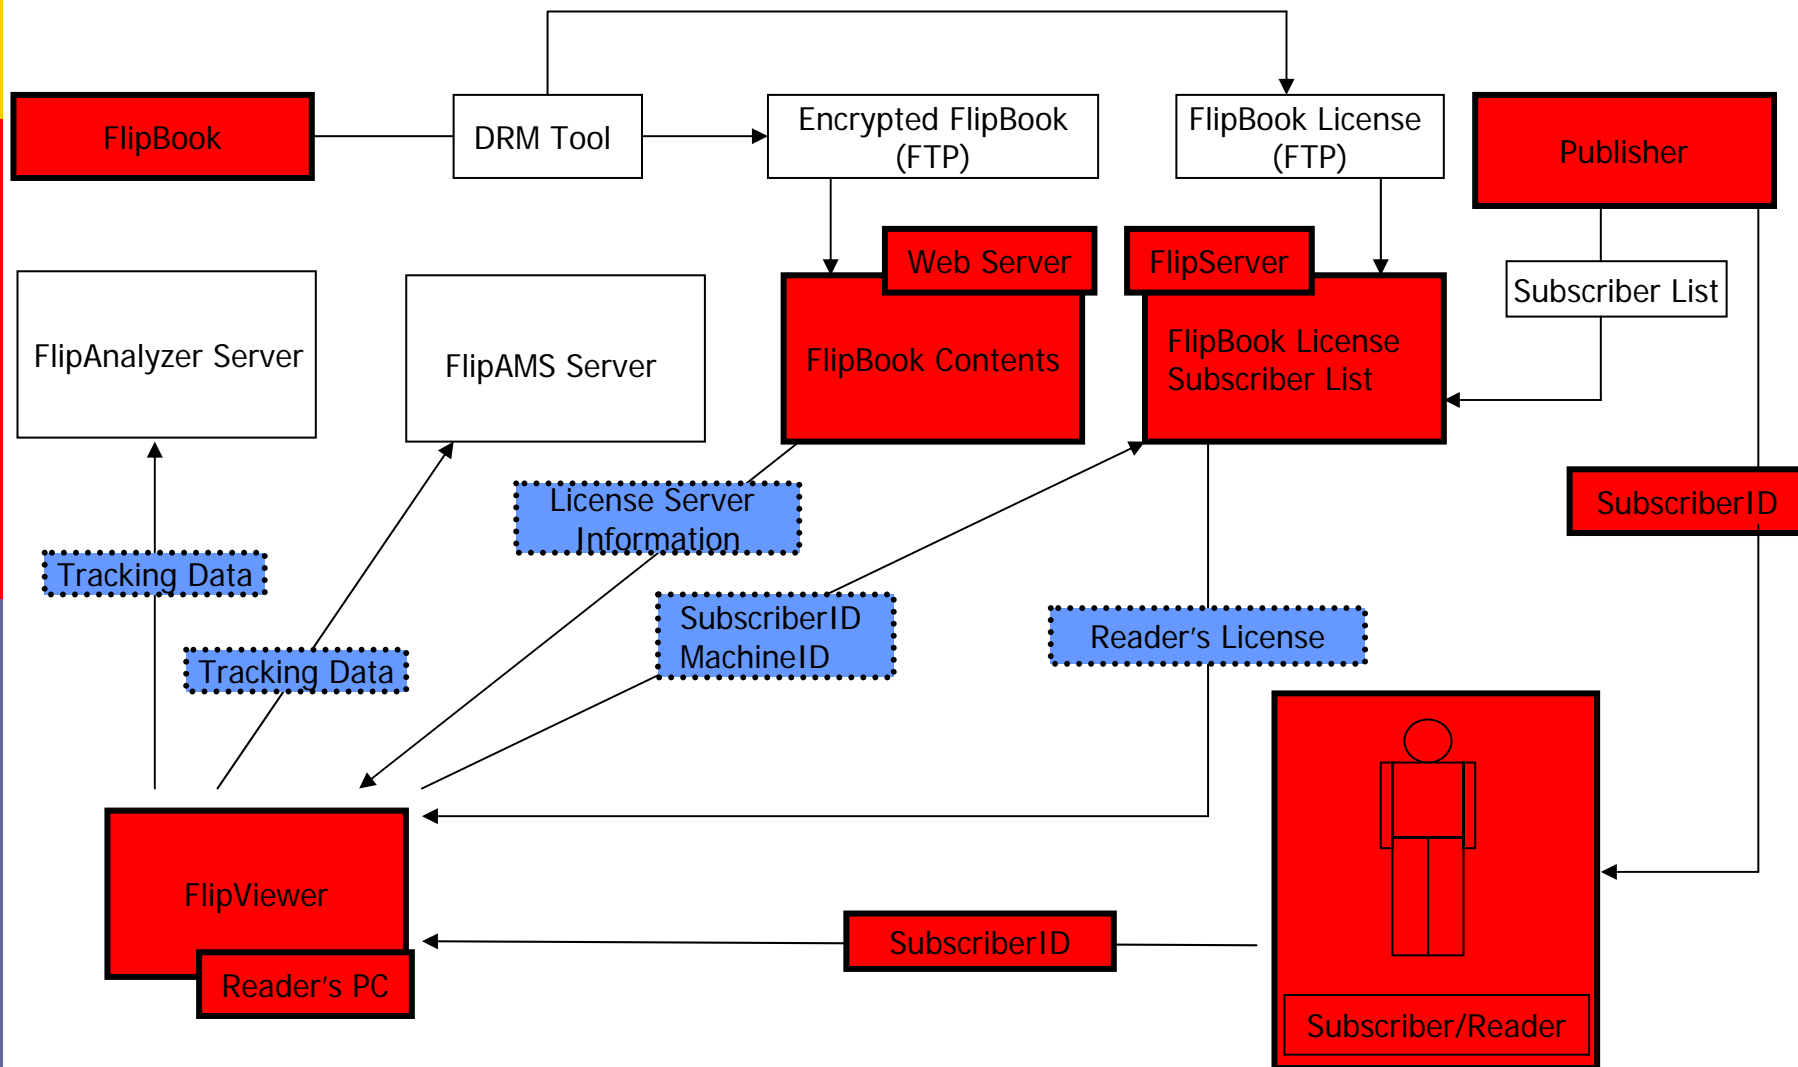 FlipBook
DRM Tool
Encrypted FlipBook
(FTP)
FlipBook License
(FTP)
Publisher
Web Server
FlipServer
Subscriber List
FlipAnalyzer Server
FlipAMS Server
FlipBook Contents
FlipBook License
Subscriber List
License Server
Information
SubscriberID
Tracking Data
SubscriberID
MachineID
Reader's License
Tracking Data
FlipViewer
SubscriberID
Reader's PC
Subscriber/Reader